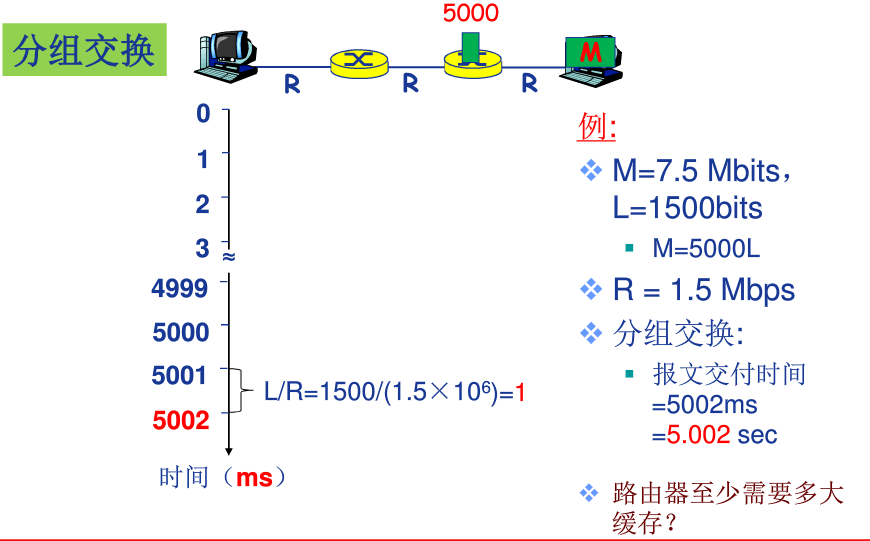 5000
分组交换
M
R
R
R
0
1
2
3
≈
4999
5000
5001
5002
L/R=1500/(1.5×10⁶)=1
时间（ms）
例:
M=7.5 Mbits，
L=1500bits
M=5000L
R = 1.5 Mbps
分组交换:
报文交付时间
=5002ms
=5.002 sec
路由器至少需要多大
缓存？